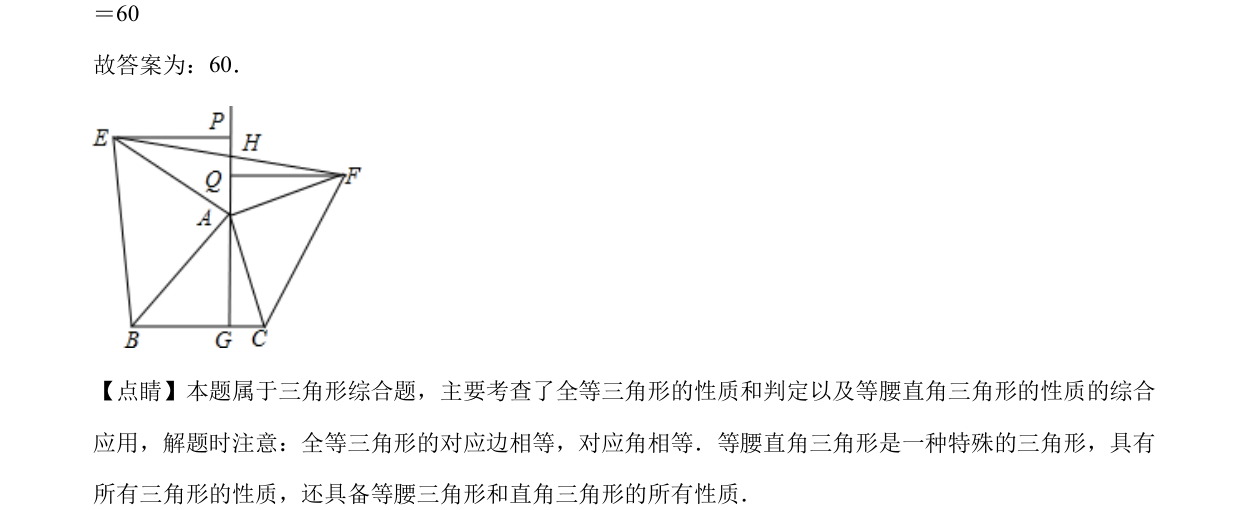 ＝60
故答案为：60．
P
E
H
Q
F
A
B
G
C
【点睛】本题属于三角形综合题，主要考查了全等三角形的性质和判定以及等腰直角三角形的性质的综合
应用，解题时注意：全等三角形的对应边相等，对应角相等．等腰直角三角形是一种特殊的三角形，具有
所有三角形的性质，还具备等腰三角形和直角三角形的所有性质．